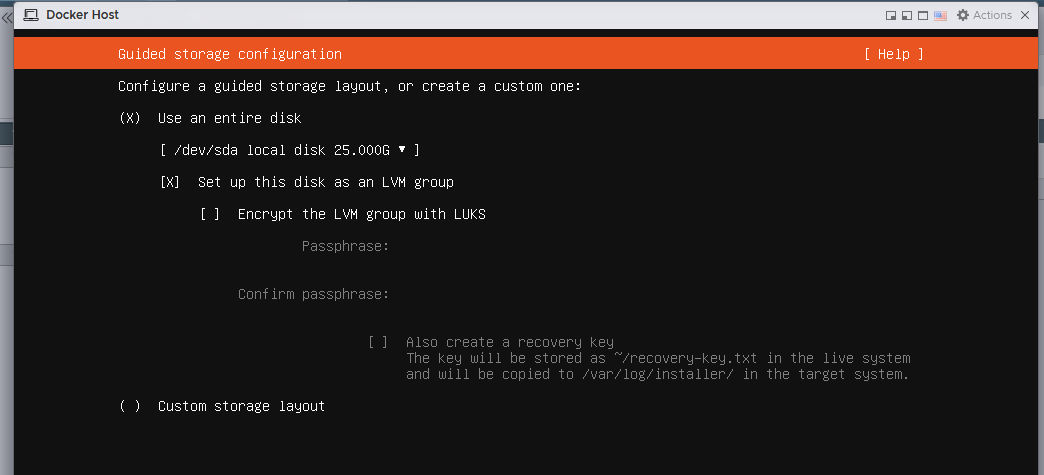 Docker Host
Actions
Guided storage configuration [ Help ]
Configure a guided storage layout, or create a custom one:
(X) Use an entire disk
[ /dev/sda local disk 25.000G ▾ ]
[X] Set up this disk as an LVM group
[ ] Encrypt the LVM group with LUKS
Passphrase:
Confirm passphrase:
[ ] Also create a recovery key
The key will be stored as ~/recovery-key.txt in the live system
and will be copied to /var/log/installer/ in the target system.
( ) Custom storage layout